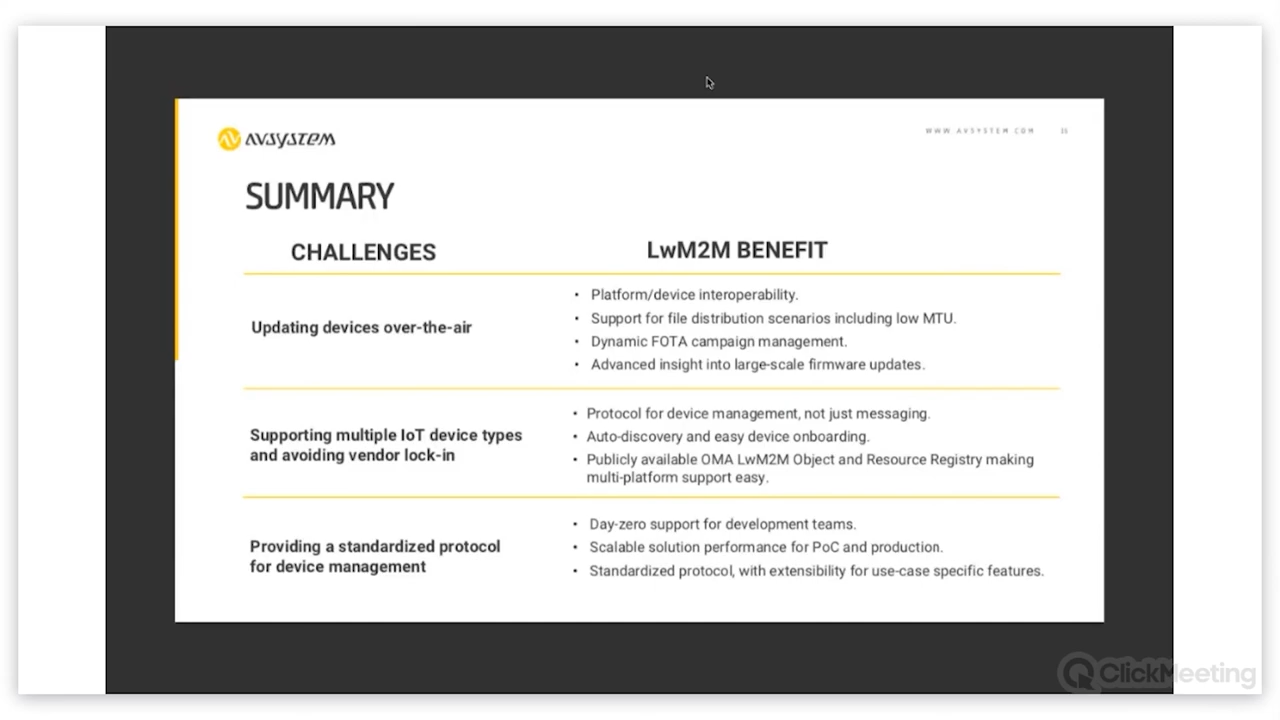 AVSYSTEM
WWW.AVSYSTEM.COM
SUMMARY
CHALLENGES
LwM2M BENEFIT
Updating devices over-the-air
• Platform/device interoperability.
• Support for file distribution scenarios including low MTU.
• Dynamic FOTA campaign management.
• Advanced insight into large-scale firmware updates.
Supporting multiple IoT device types
and avoiding vendor lock-in
• Protocol for device management, not just messaging.
• Auto-discovery and easy device onboarding.
• Publicly available OMA LwM2M Object and Resource Registry making
multi-platform support easy.
Providing a standardized protocol
for device management
• Day-zero support for development teams.
• Scalable solution performance for PoC and production.
• Standardized protocol, with extensibility for use-case specific features.
ClickMeeting